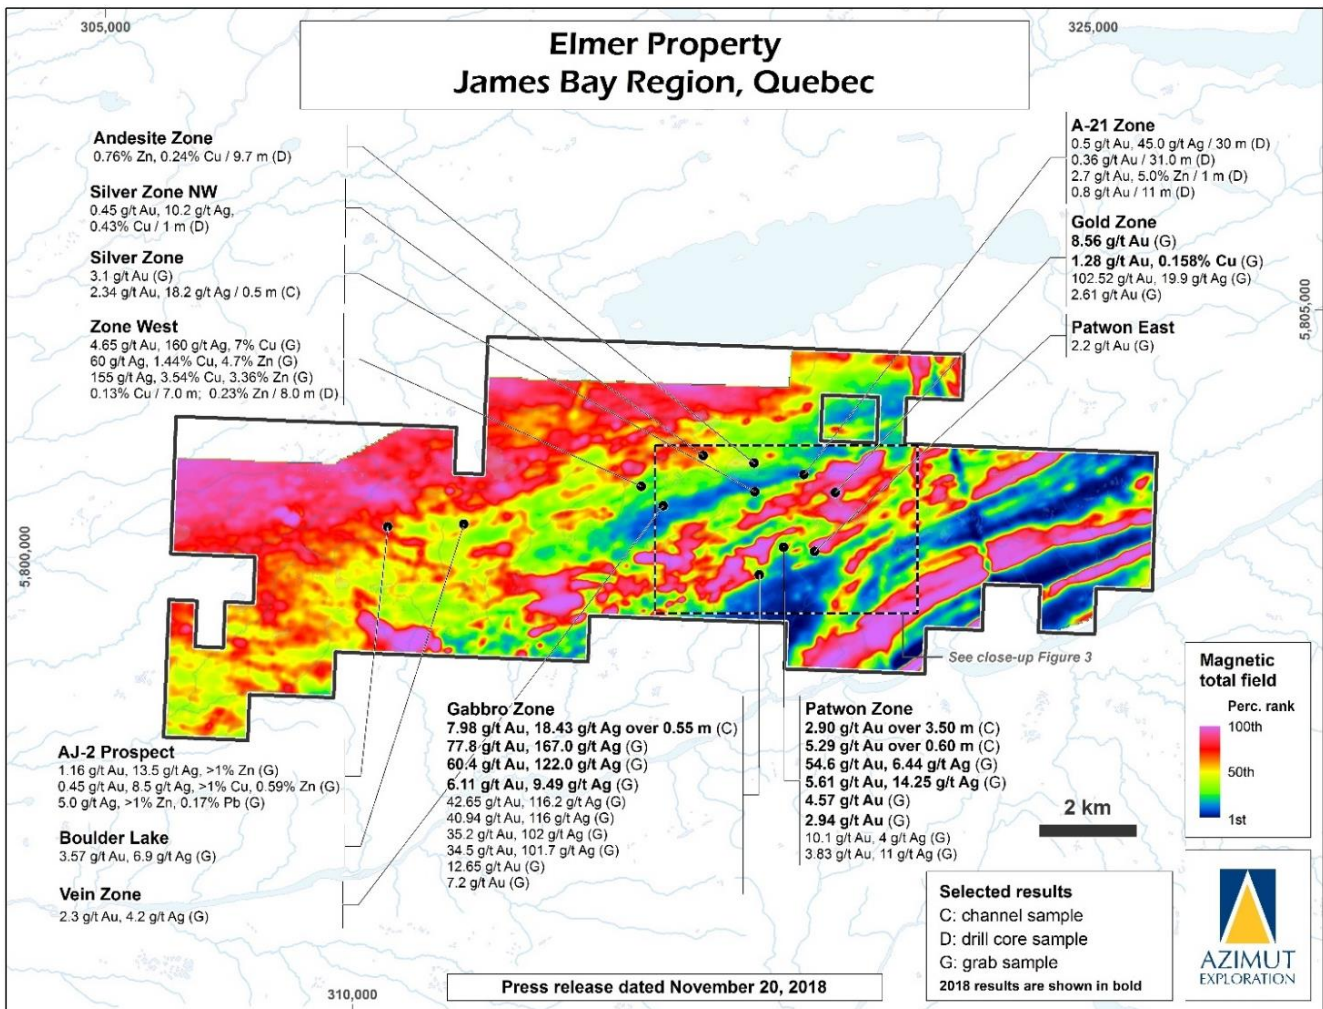 305,000
325,000
Elmer Property
James Bay Region, Quebec
Andesite Zone
0.76% Zn, 0.24% Cu / 9.7 m (D)
Silver Zone NW
0.45 g/t Au, 10.2 g/t Ag,
0.43% Cu / 1 m (D)
Silver Zone
3.1 g/t Au (G)
2.34 g/t Au, 18.2 g/t Ag / 0.5 m (C)
Zone West
4.65 g/t Au, 160 g/t Ag, 7% Cu (G)
60 g/t Ag, 1.44% Cu, 4.7% Zn (G)
155 g/t Ag, 3.54% Cu, 3.36% Zn (G)
0.13% Cu / 7.0 m; 0.23% Zn / 8.0 m (D)
A-21 Zone
0.5 g/t Au, 45.0 g/t Ag / 30 m (D)
0.36 g/t Au / 31.0 m (D)
2.7 g/t Au, 5.0% Zn / 1 m (D)
0.8 g/t Au / 11 m (D)
Gold Zone
8.56 g/t Au (G)
1.28 g/t Au, 0.158% Cu (G)
102.52 g/t Au, 19.9 g/t Ag (G)
2.61 g/t Au (G)
Patwon East
2.2 g/t Au (G)
5,805,000
5,800,000
See close-up Figure 3
AJ-2 Prospect
1.16 g/t Au, 13.5 g/t Ag, >1% Zn (G)
0.45 g/t Au, 8.5 g/t Ag, >1% Cu, 0.59% Zn (G)
5.0 g/t Ag, >1% Zn, 0.17% Pb (G)
Boulder Lake
3.57 g/t Au, 6.9 g/t Ag (G)
Vein Zone
2.3 g/t Au, 4.2 g/t Ag (G)
Gabbro Zone
7.98 g/t Au, 18.43 g/t Ag over 0.55 m (C)
77.8 g/t Au, 167.0 g/t Ag (G)
60.4 g/t Au, 122.0 g/t Ag (G)
6.11 g/t Au, 9.49 g/t Ag (G)
42.65 g/t Au, 116.2 g/t Ag (G)
40.94 g/t Au, 116 g/t Ag (G)
35.2 g/t Au, 102 g/t Ag (G)
34.5 g/t Au, 101.7 g/t Ag (G)
12.65 g/t Au (G)
7.2 g/t Au (G)
Patwon Zone
2.90 g/t Au over 3.50 m (C)
5.29 g/t Au over 0.60 m (C)
54.6 g/t Au, 6.44 g/t Ag (G)
5.61 g/t Au, 14.25 g/t Ag (G)
4.57 g/t Au (G)
2.94 g/t Au (G)
10.1 g/t Au, 4 g/t Ag (G)
3.83 g/t Au, 11 g/t Ag (G)
2 km
Magnetic
total field
Perc. rank
100th
50th
1st
Selected results
C: channel sample
D: drill core sample
G: grab sample
2018 results are shown in bold
AZIMUT
EXPLORATION
310,000
Press release dated November 20, 2018